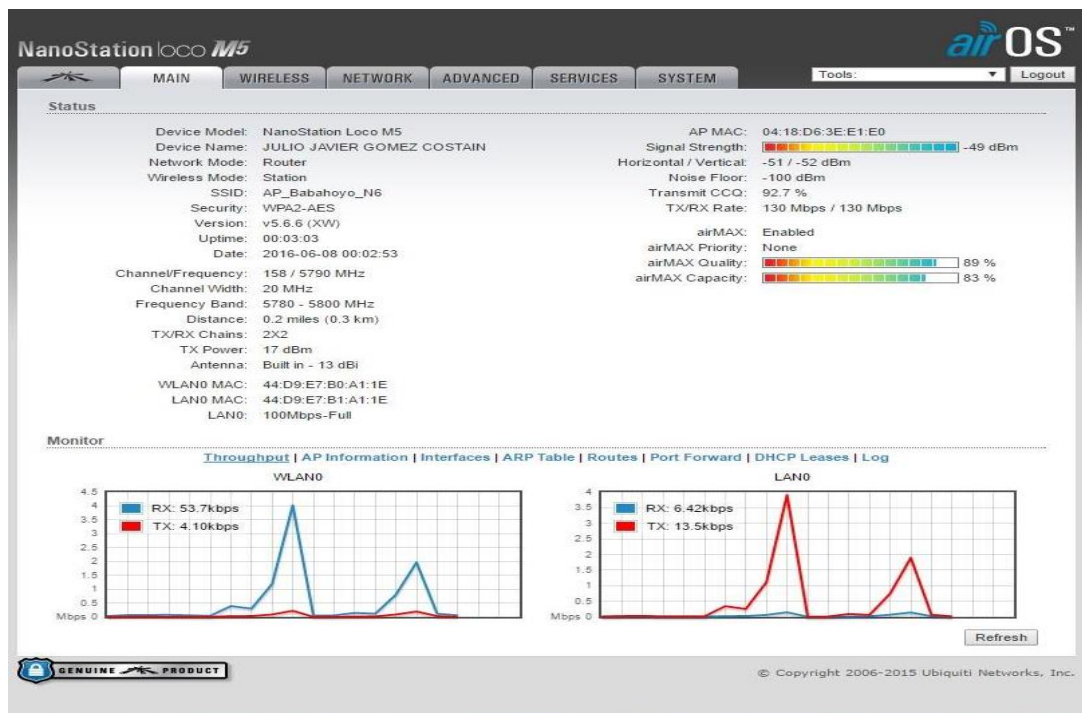 NanoStation loco M5
airOS™
MAIN WIRELESS NETWORK ADVANCED SERVICES SYSTEM Tools: Logout
Status
Device Model: NanoStation Loco M5
Device Name: JULIO JAVIER GOMEZ COSTAIN
Network Mode: Router
Wireless Mode: Station
SSID: AP_Babahoyo_N6
Security: WPA2-AES
Version: v5.6.6 (XW)
Uptime: 00:03:03
Date: 2016-06-08 00:02:53
Channel/Frequency: 158 / 5790 MHz
Channel Width: 20 MHz
Frequency Band: 5780 - 5800 MHz
Distance: 0.2 miles (0.3 km)
TX/RX Chains: 2X2
TX Power: 17 dBm
Antenna: Built in - 13 dBi
WLAN0 MAC: 44:D9:E7:B0:A1:1E
LAN0 MAC: 44:D9:E7:B1:A1:1E
LAN0: 100Mbps-Full
AP MAC: 04:18:D6:3E:E1:E0
Signal Strength: -49 dBm
Horizontal / Vertical: -51 / -52 dBm
Noise Floor: -100 dBm
Transmit CCQ: 92.7 %
TX/RX Rate: 130 Mbps / 130 Mbps
airMAX: Enabled
airMAX Priority: None
airMAX Quality: 89 %
airMAX Capacity: 83 %
Monitor
Throughput | AP Information | Interfaces | ARP Table | Routes | Port Forward | DHCP Leases | Log
WLAN0
4.5
4
3.5
3
2.5
2
1.5
1
0.5
Mbps 0
RX: 53.7kbps
TX: 4.10kbps
LAN0
4
3.5
3
2.5
2
1.5
1
0.5
Mbps 0
RX: 6.42kbps
TX: 13.5kbps
Refresh
GENUINE PRODUCT
© Copyright 2006-2015 Ubiquiti Networks, Inc.